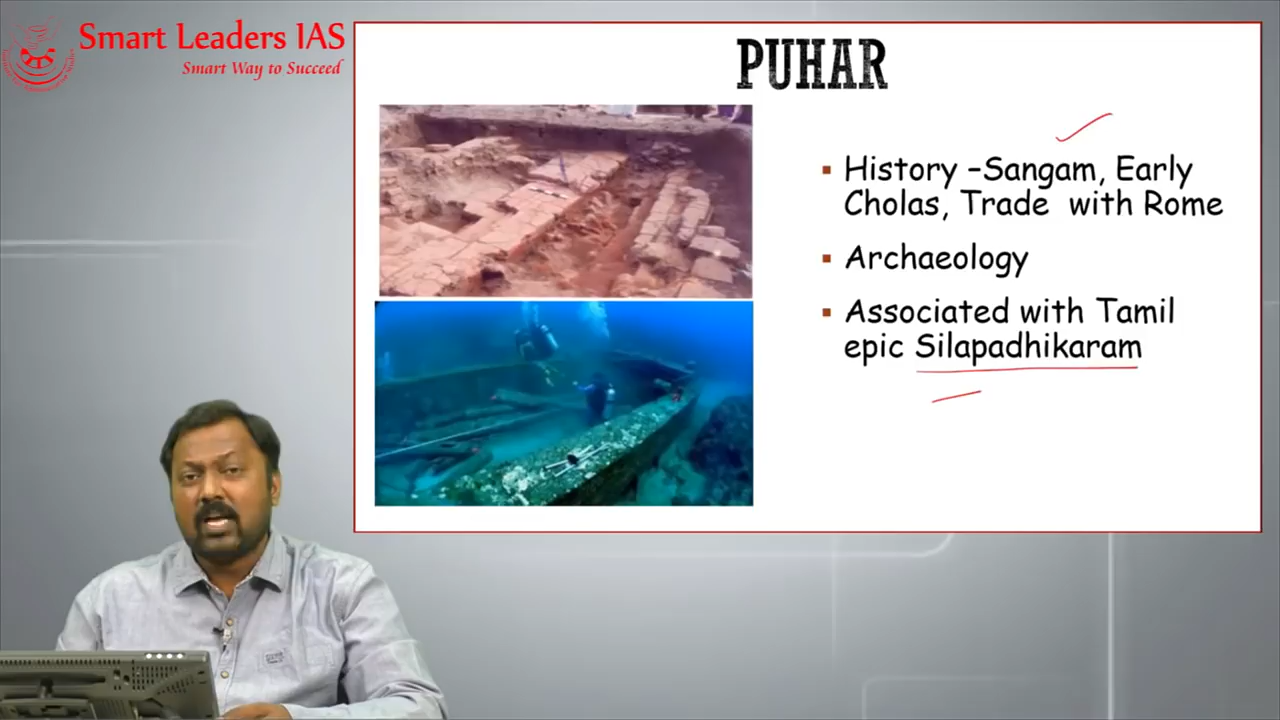 Smart Leaders IAS
Smart Way to Succeed
PUHAR
▪ History –Sangam, Early
Cholas, Trade with Rome
▪ Archaeology
▪ Associated with Tamil
epic Silapadhikaram